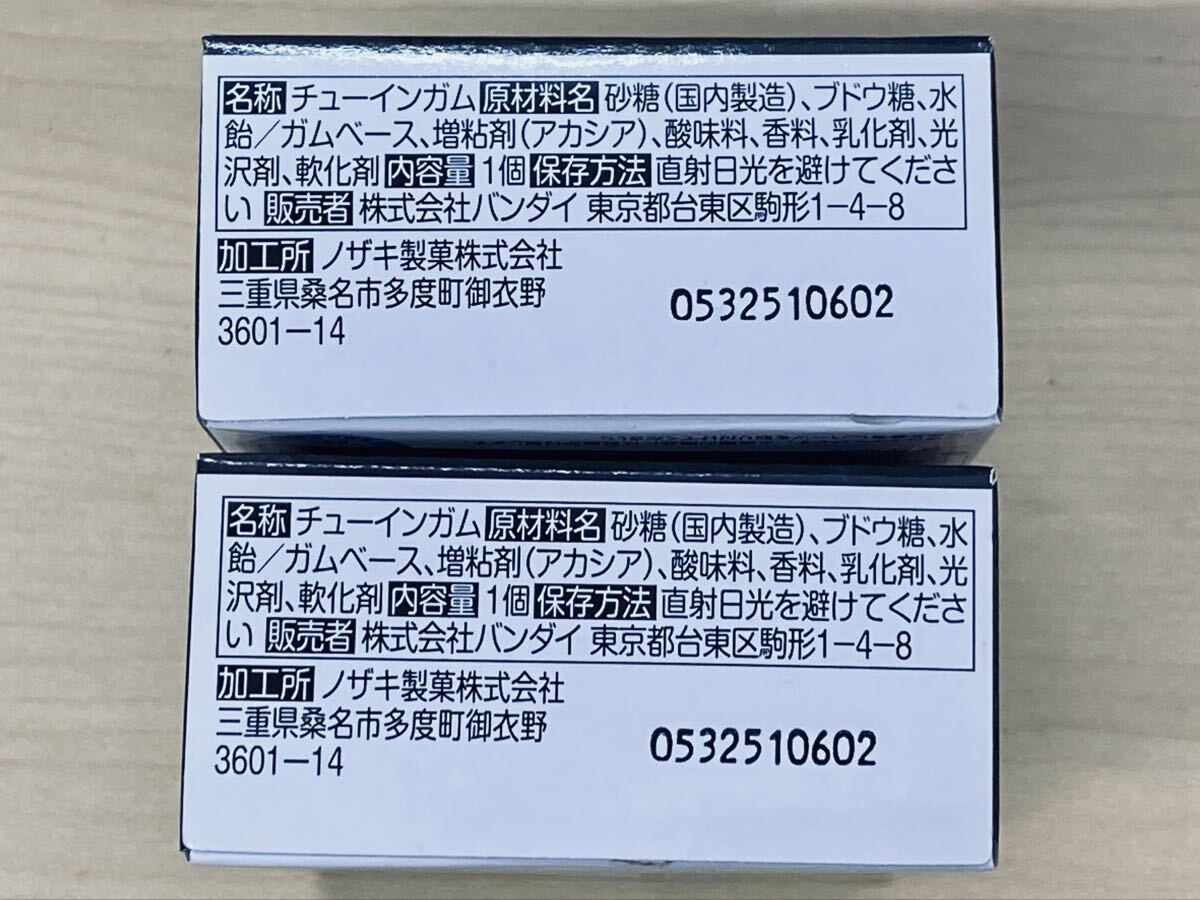 名称 チューインガム 原材料名 砂糖(国内製造)、ブドウ糖、水
飴/ガムベース、増粘剤(アカシア)、酸味料、香料、乳化剤、光
沢剤、軟化剤 内容量 1個 保存方法 直射日光を避けてくださ
い 販売者 株式会社バンダイ 東京都台東区駒形1-4-8
加工所 ノザキ製菓株式会社
三重県桑名市多度町御衣野
3601-14
0532510602
名称 チューインガム 原材料名 砂糖(国内製造)、ブドウ糖、水
飴/ガムベース、増粘剤(アカシア)、酸味料、香料、乳化剤、光
沢剤、軟化剤 内容量 1個 保存方法 直射日光を避けてくださ
い 販売者 株式会社バンダイ 東京都台東区駒形1-4-8
加工所 ノザキ製菓株式会社
三重県桑名市多度町御衣野
3601-14
0532510602